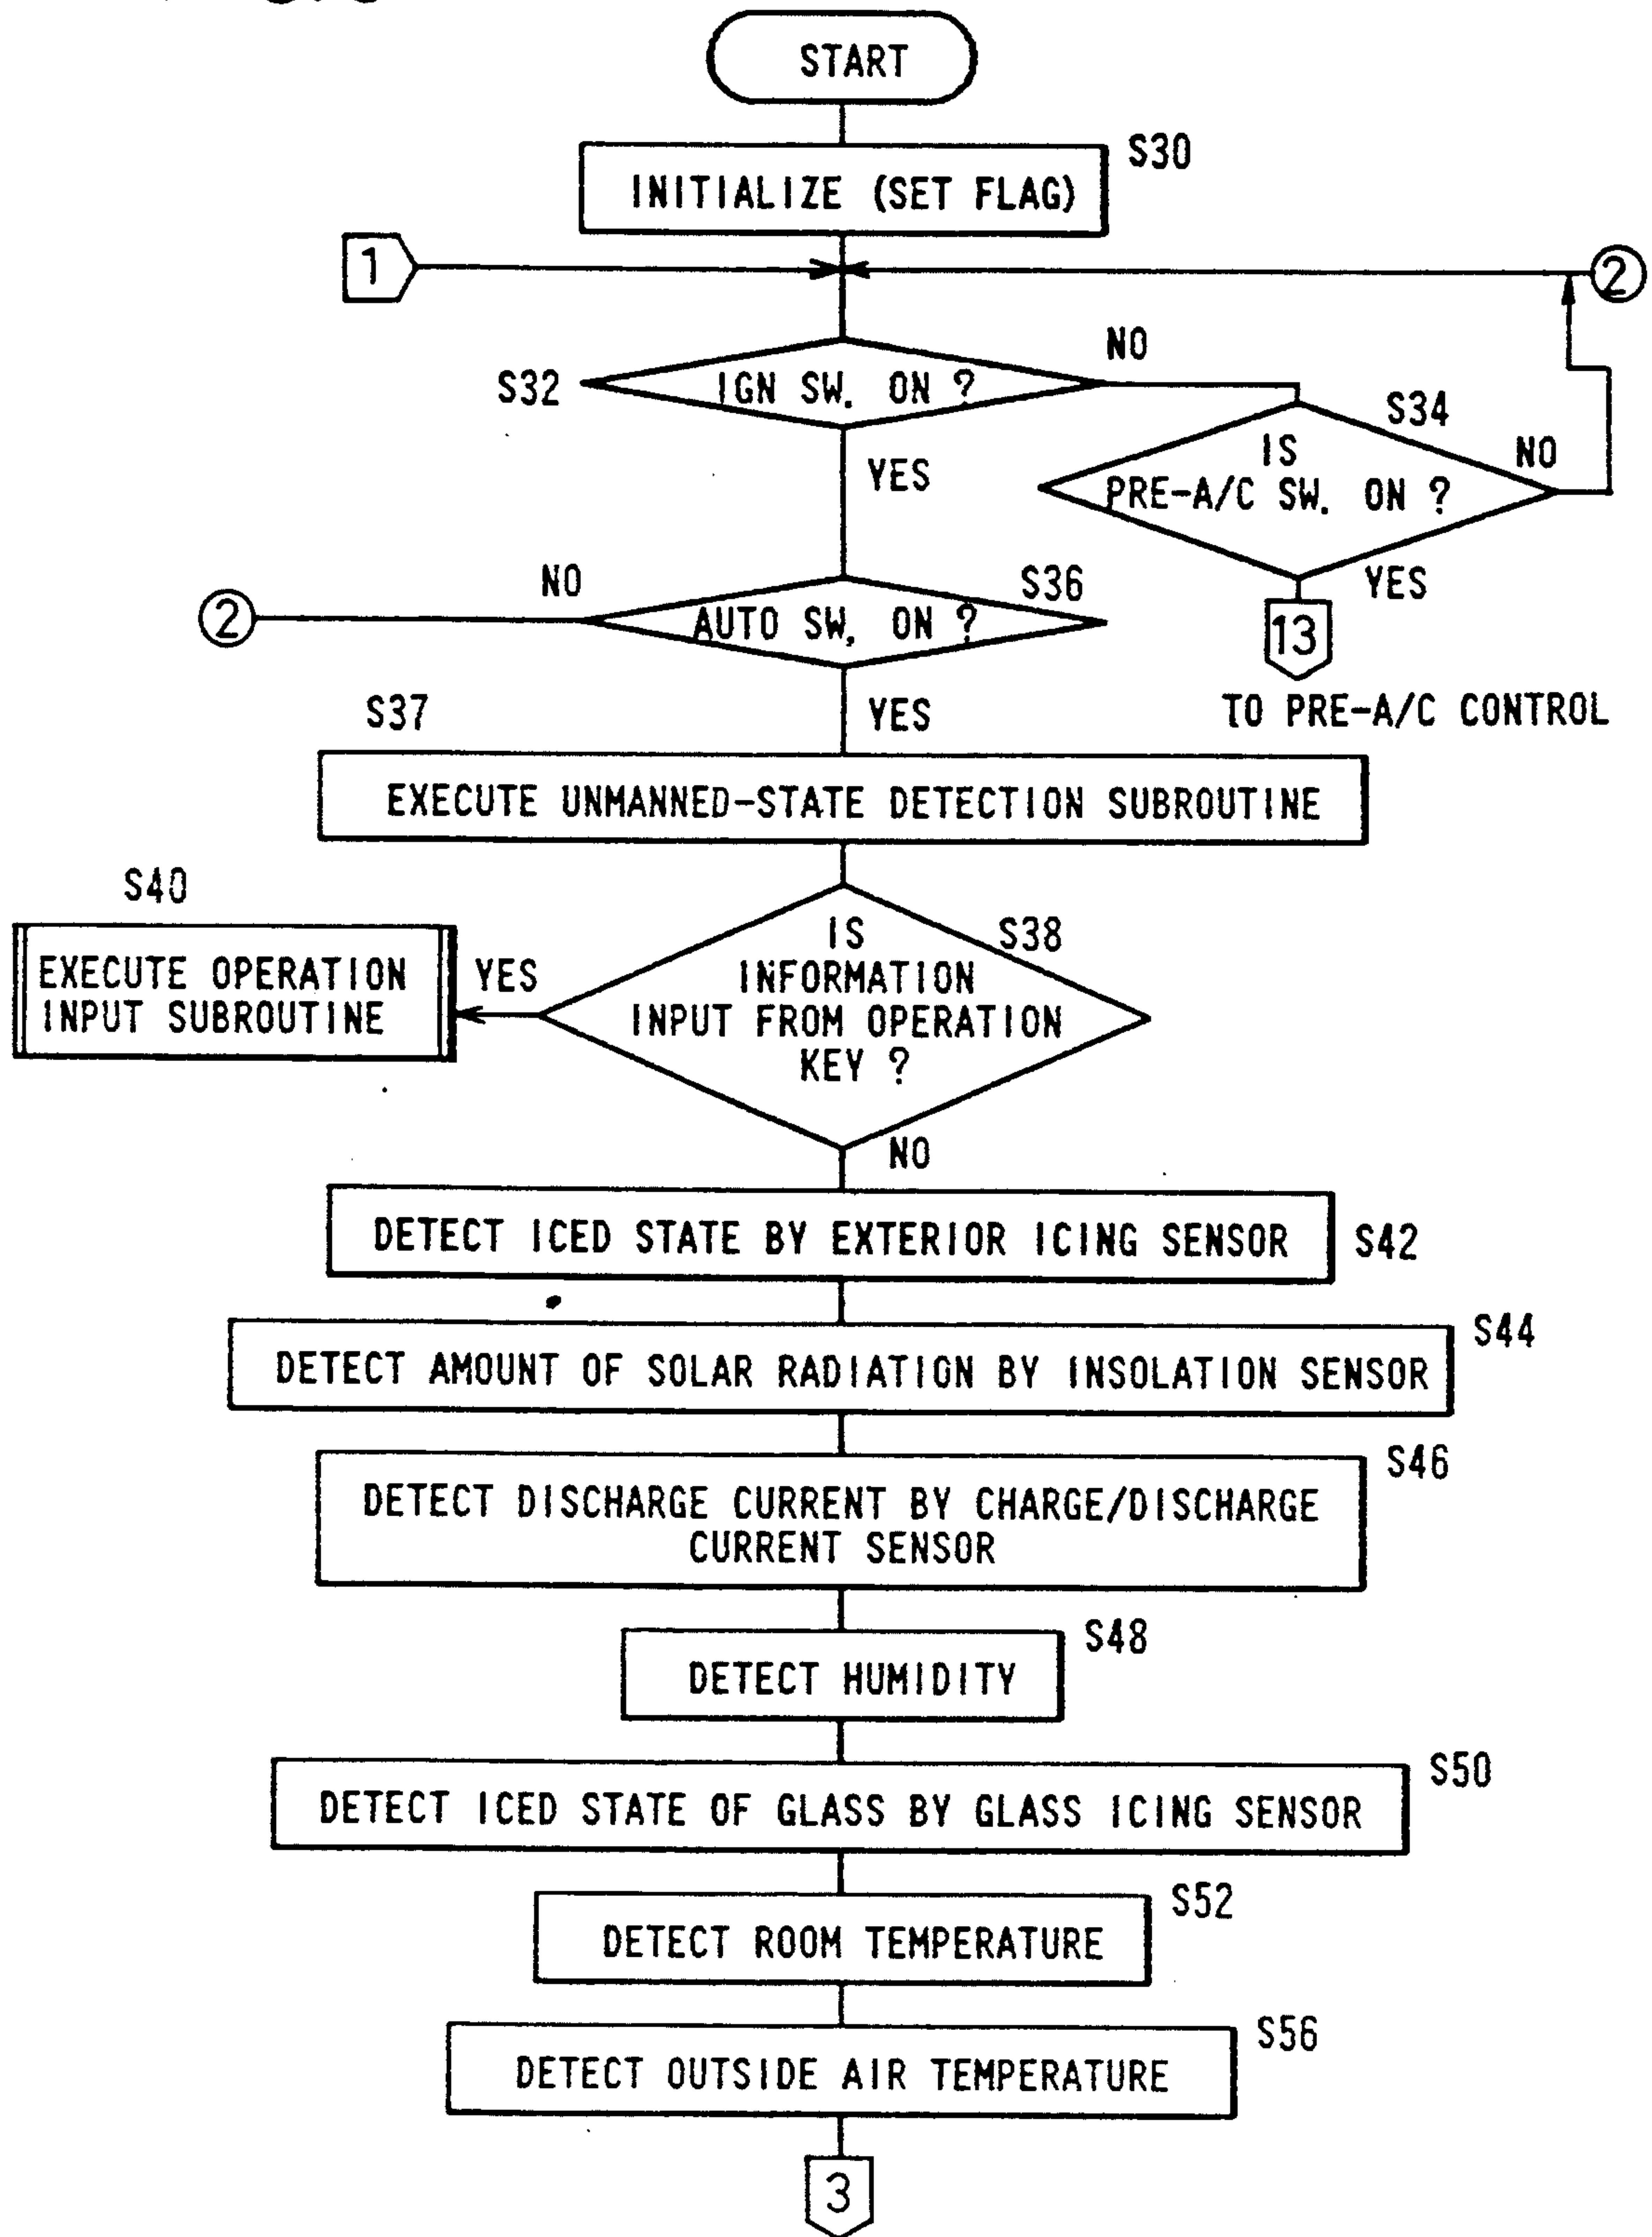 START
S30
INITIALIZE (SET FLAG)
1
2
NO
S32
IGN SW. ON ?
S34
IS
PRE-A/C SW. ON ?
NO
YES
NO
S36
YES
2
AUTO SW. ON ?
13
S37
YES
TO PRE-A/C CONTROL
EXECUTE UNMANNED-STATE DETECTION SUBROUTINE
S40
IS
S38
EXECUTE OPERATION
INPUT SUBROUTINE
YES
INFORMATION
INPUT FROM OPERATION
KEY ?
NO
DETECT ICED STATE BY EXTERIOR ICING SENSOR
S42
S44
DETECT AMOUNT OF SOLAR RADIATION BY INSOLATION SENSOR
S46
DETECT DISCHARGE CURRENT BY CHARGE/DISCHARGE
CURRENT SENSOR
S48
DETECT HUMIDITY
S50
DETECT ICED STATE OF GLASS BY GLASS ICING SENSOR
S52
DETECT ROOM TEMPERATURE
S56
DETECT OUTSIDE AIR TEMPERATURE
3